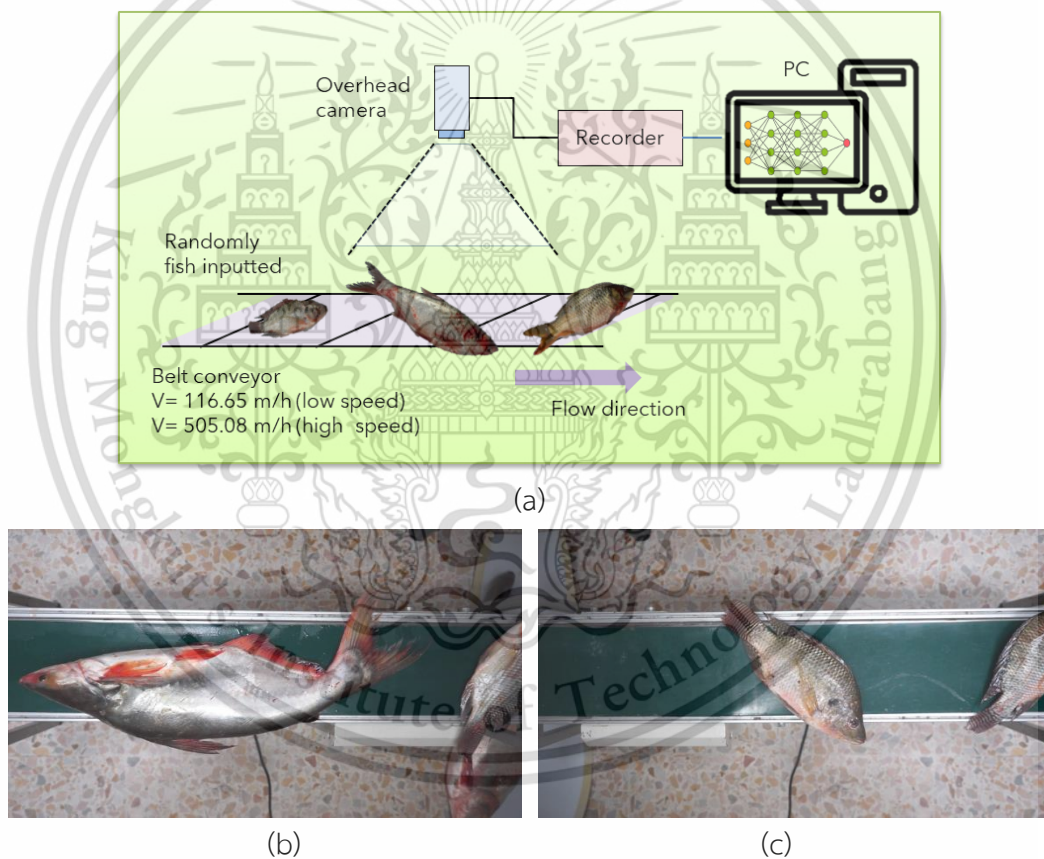 Overhead
camera
Recorder
PC
Randomly
fish inputted
Belt conveyor
V= 116.65 m/h (low speed)
V= 505.08 m/h (high speed)
Flow direction
(a)
(b)
(c)
King Mongkut's Institute of Technology Ladkrabang